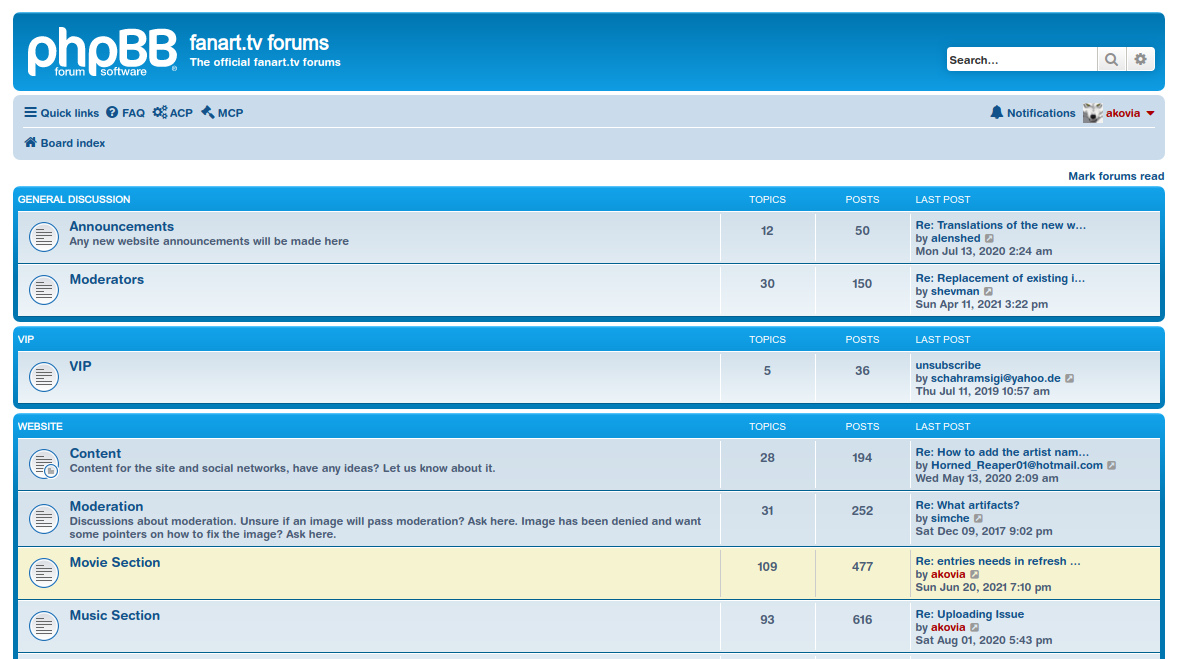 phpBB
forum software
fanart.tv forums
The official fanart.tv forums
Search…
Quick links FAQ ACP MCP
Notifications akovia
Board index
Mark forums read
GENERAL DISCUSSION TOPICS POSTS LAST POST
Announcements
Any new website announcements will be made here
12 50
Re: Translations of the new w…
by alenshed
Mon Jul 13, 2020 2:24 am
Moderators
30 150
Re: Replacement of existing i…
by shevman
Sun Apr 11, 2021 3:22 pm
VIP TOPICS POSTS LAST POST
VIP
5 36
unsubscribe
by schahramsigi@yahoo.de
Thu Jul 11, 2019 10:57 am
WEBSITE TOPICS POSTS LAST POST
Content
Content for the site and social networks, have any ideas? Let us know about it.
28 194
Re: How to add the artist nam…
by Horned_Reaper01@hotmail.com
Wed May 13, 2020 2:09 am
Moderation
Discussions about moderation. Unsure if an image will pass moderation? Ask here. Image has been denied and want
some pointers on how to fix the image? Ask here.
31 252
Re: What artifacts?
by simche
Sat Dec 09, 2017 9:02 pm
Movie Section
109 477
Re: entries needs in refresh …
by akovia
Sun Jun 20, 2021 7:10 pm
Music Section
93 616
Re: Uploading Issue
by akovia
Sat Aug 01, 2020 5:43 pm